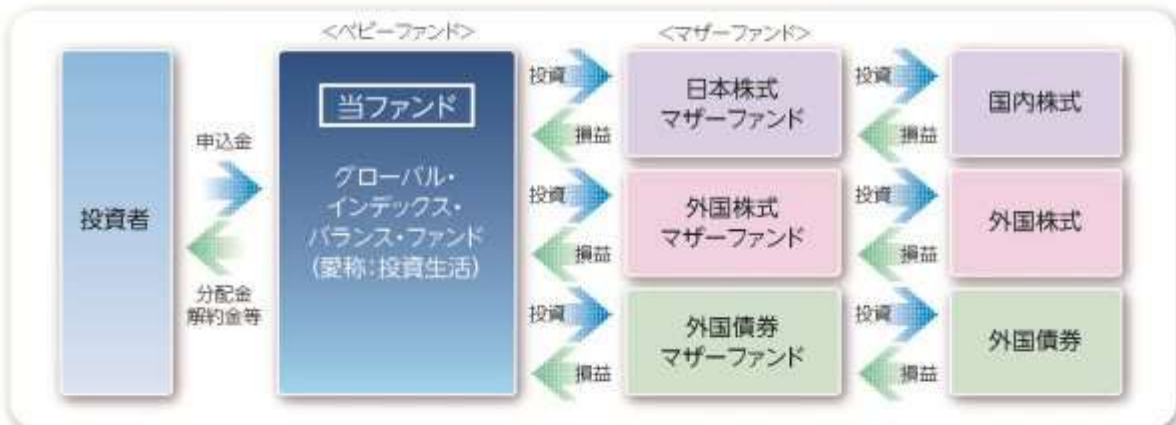 <ベビーファンド>
<マザーファンド>
投資者
申込金
分配金
解約金等
当ファンド
グローバル・
インデックス・
バランス・ファンド
(愛称:投資生活)
投資
損益
日本株式
マザーファンド
投資
損益
国内株式
投資
損益
外国株式
マザーファンド
投資
損益
外国株式
投資
損益
外国債券
マザーファンド
投資
損益
外国債券